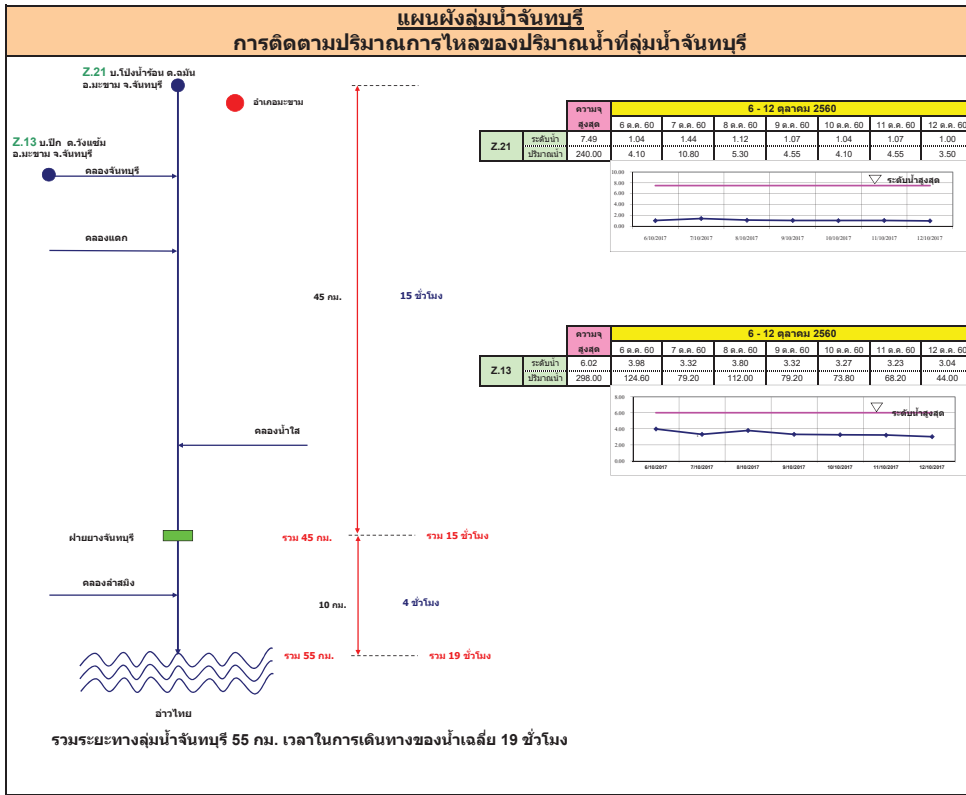 แผนผังลุ่มน้ำจันทบุรี
การติดตามปริมาณการไหลของปริมาณน้ำที่ลุ่มน้ำจันทบุรี
Z.21 บ.โป่งน้ำร้อน ต.ฉมัน
อ.มะขาม จ.จันทบุรี
อำเภอมะขาม
Z.13 บ.ปึก ต.วังแซ้ม
อ.มะขาม จ.จันทบุรี
คลองจันทบุรี
คลองแตก
45 กม. 15 ชั่วโมง
คลองน้ำใส
ฝายยางจันทบุรี
รวม 45 กม. รวม 15 ชั่วโมง
คลองลำสมิง
10 กม. 4 ชั่วโมง
รวม 55 กม. รวม 19 ชั่วโมง
อ่าวไทย
รวมระยะทางลุ่มน้ำจันทบุรี 55 กม. เวลาในการเดินทางของน้ำเฉลี่ย 19 ชั่วโมง
ความจุ 6 - 12 ตุลาคม 2560
สูงสุด 6 ต.ค. 60 7 ต.ค. 60 8 ต.ค. 60 9 ต.ค. 60 10 ต.ค. 60 11 ต.ค. 60 12 ต.ค. 60
Z.21
ระดับน้ำ 7.49 1.04 1.44 1.12 1.07 1.04 1.07 1.00
ปริมาณน้ำ 240.00 4.10 10.80 5.30 4.55 4.10 4.55 3.50
10.00
8.00
6.00
4.00
2.00
0.00
ระดับน้ำสูงสุด
6/10/2017 7/10/2017 8/10/2017 9/10/2017 10/10/2017 11/10/2017 12/10/2017
ความจุ 6 - 12 ตุลาคม 2560
สูงสุด 6 ต.ค. 60 7 ต.ค. 60 8 ต.ค. 60 9 ต.ค. 60 10 ต.ค. 60 11 ต.ค. 60 12 ต.ค. 60
Z.13
ระดับน้ำ 6.02 3.98 3.32 3.80 3.32 3.27 3.23 3.04
ปริมาณน้ำ 298.00 124.60 79.20 112.00 79.20 73.80 68.20 44.00
8.00
6.00
4.00
2.00
0.00
ระดับน้ำสูงสุด
6/10/2017 7/10/2017 8/10/2017 9/10/2017 10/10/2017 11/10/2017 12/10/2017